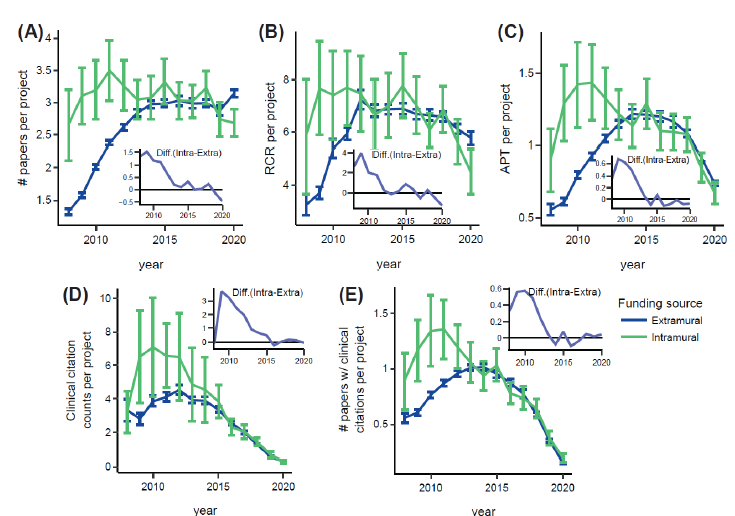 (A)
# papers per project
4
3.5
3
2.5
2
1.5
Diff.(Intra-Extra)
1.5
1.0
0.5
0
−0.5
2010
2015
2020
2010
2015
2020
year
(B)
RCR per project
8
6
4
Diff.(Intra-Extra)
4
2
0
2010
2015
2020
2010
2015
2020
year
(C)
APT per project
1.5
1
0.5
Diff.(Intra-Extra)
0.6
0.4
0.2
0
2010
2015
2020
2010
2015
2020
year
(D)
Clinical citation
counts per project
10
8
6
4
2
0
Diff.(Intra-Extra)
3
2
1
0
2010
2015
2020
2010
2015
2020
year
(E)
# papers w/ clinical
citations per project
1.5
1
0.5
Diff.(Intra-Extra)
0.6
0.4
0.2
0
2010
2015
2020
2010
2015
2020
year
Funding source
Extramural
Intramural